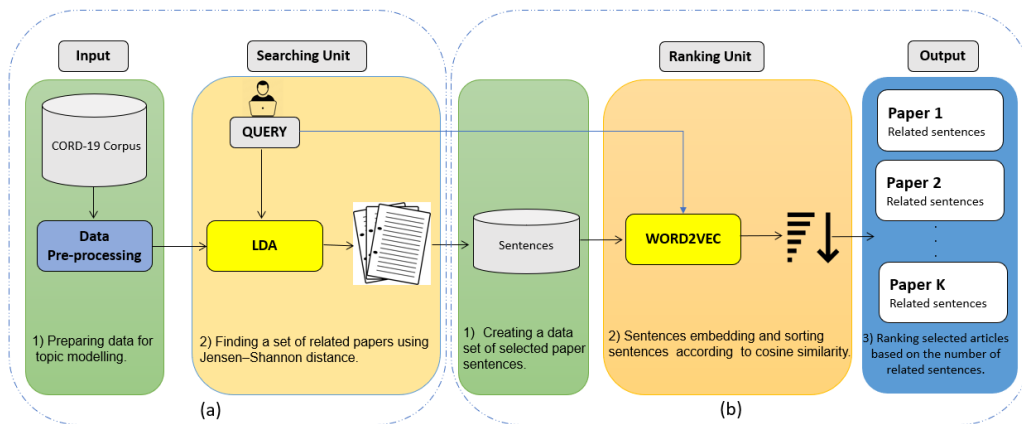 Input
Searching Unit
Ranking Unit
Output
CORD-19 Corpus
Data
Pre-processing
1) Preparing data for
topic modelling.
QUERY
LDA
2) Finding a set of related papers using
Jensen–Shannon distance.
(a)
Sentences
1) Creating a data
set of selected paper
sentences.
WORD2VEC
2) Sentences embedding and sorting
sentences according to cosine similarity.
Paper 1
Related sentences
Paper 2
Related sentences
.
.
.
Paper K
Related sentences
3) Ranking selected articles
based on the number of
related sentences.
(b)